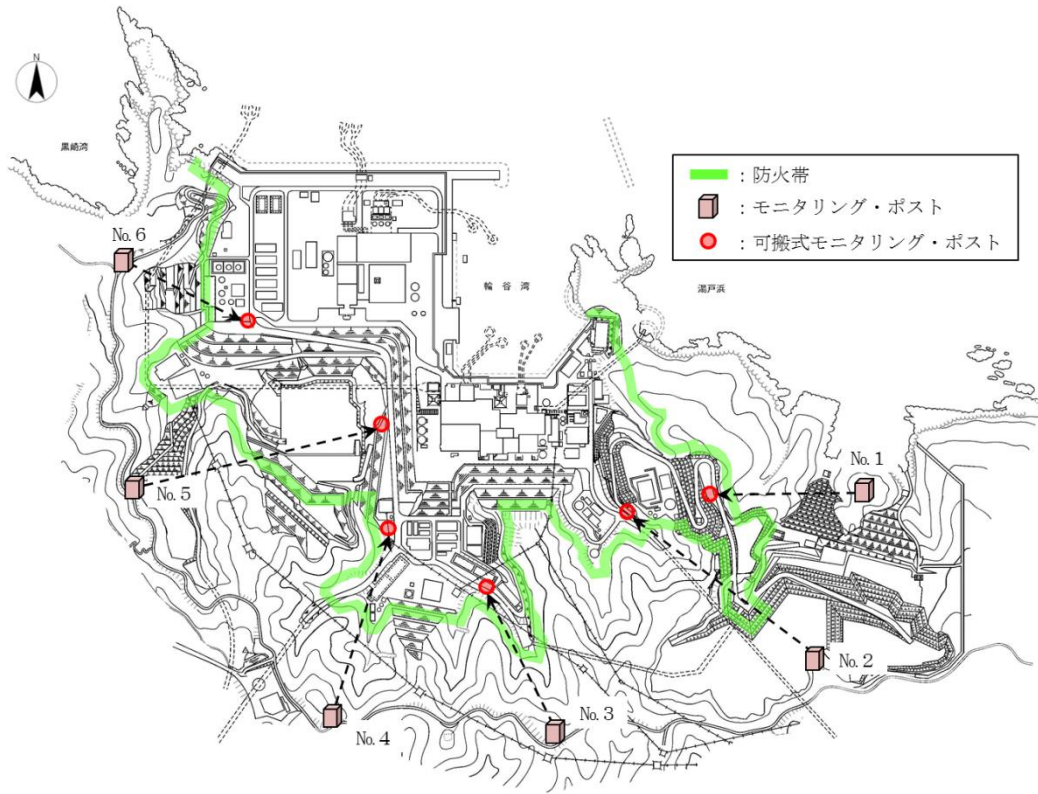 N
黒崎湾
：防火帯
：モニタリング・ポスト
：可搬式モニタリング・ポスト
No. 6
輪谷湾
湯戸浜
No. 1
No. 5
No. 2
No. 3
No. 4